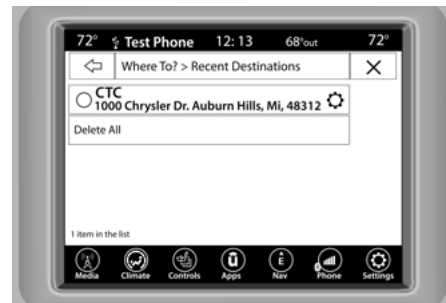 72° Test Phone 12:13 68°out 72°
Where To? > Recent Destinations
CTC
1000 Chrysler Dr. Auburn Hills, Mi, 48312
Delete All
1 item in the list
Media Climate Controls Apps Nav Phone Settings